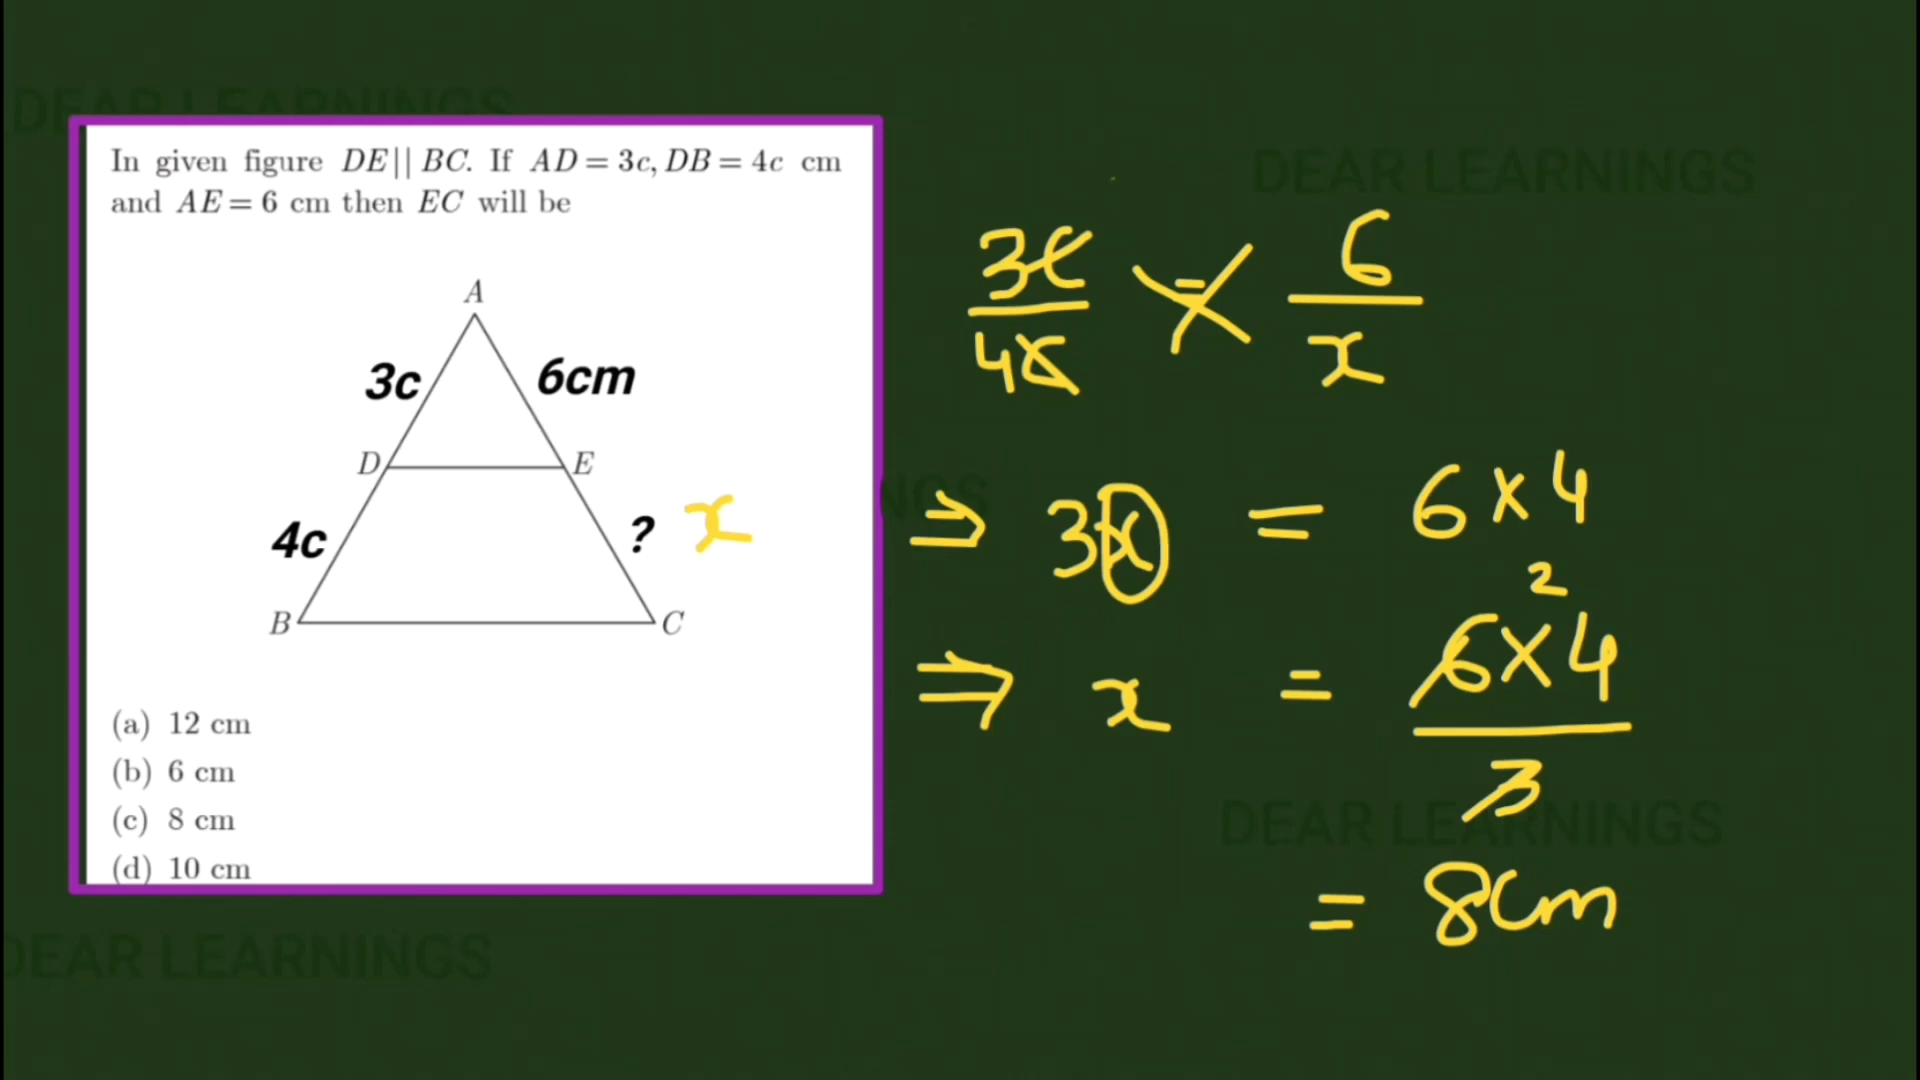 DEAR LEARNINGS
In given figure DE || BC. If AD = 3c, DB = 4c cm
and AE = 6 cm then EC will be
DEAR LEARNINGS
A
3c
6cm
D
E
4c
? x
B
C
(a) 12 cm
(b) 6 cm
(c) 8 cm
(d) 10 cm
3c/4c = 6/x
⇒ 3x = 6 × 4
NGS
2
⇒ x = 6 × 4 / 3
DEAR LEARNINGS
= 8cm
DEAR LEARNINGS